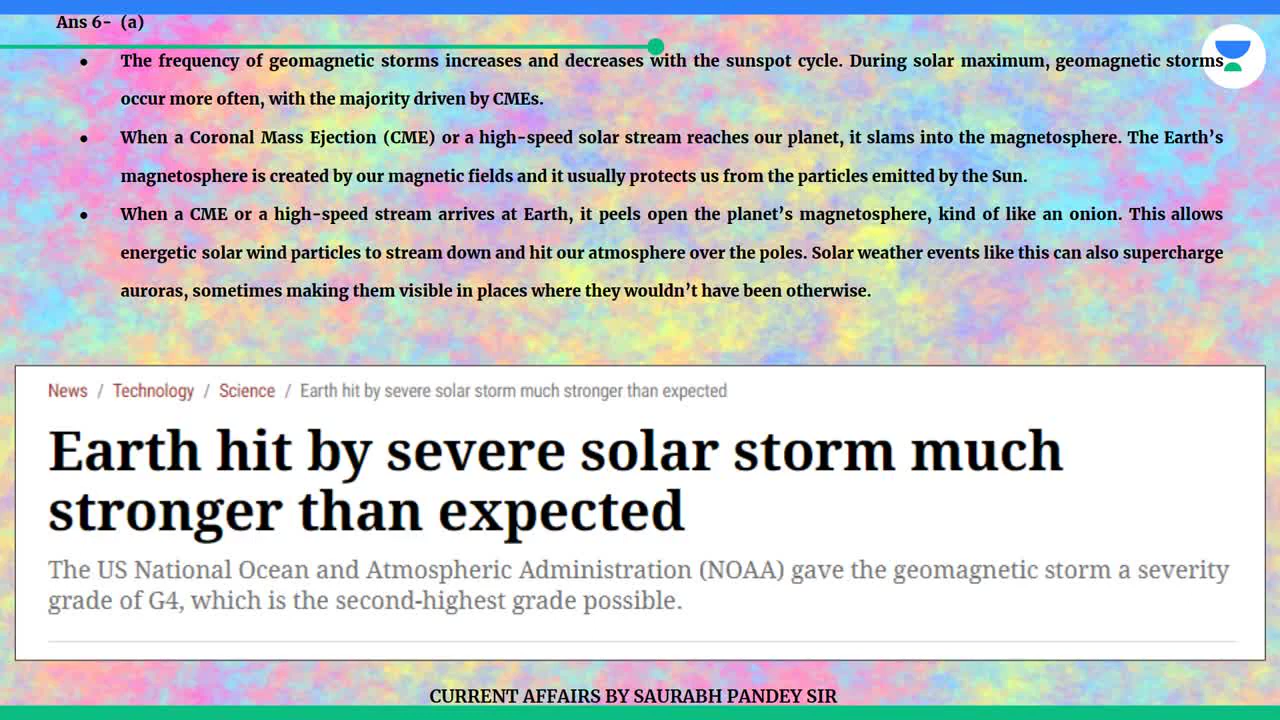 Ans 6- (a)
● The frequency of geomagnetic storms increases and decreases with the sunspot cycle. During solar maximum, geomagnetic storms
occur more often, with the majority driven by CMEs.
● When a Coronal Mass Ejection (CME) or a high-speed solar stream reaches our planet, it slams into the magnetosphere. The Earth’s
magnetosphere is created by our magnetic fields and it usually protects us from the particles emitted by the Sun.
● When a CME or a high-speed stream arrives at Earth, it peels open the planet’s magnetosphere, kind of like an onion. This allows
energetic solar wind particles to stream down and hit our atmosphere over the poles. Solar weather events like this can also supercharge
auroras, sometimes making them visible in places where they wouldn’t have been otherwise.
News / Technology / Science / Earth hit by severe solar storm much stronger than expected
Earth hit by severe solar storm much
stronger than expected
The US National Ocean and Atmospheric Administration (NOAA) gave the geomagnetic storm a severity
grade of G4, which is the second-highest grade possible.
CURRENT AFFAIRS BY SAURABH PANDEY SIR